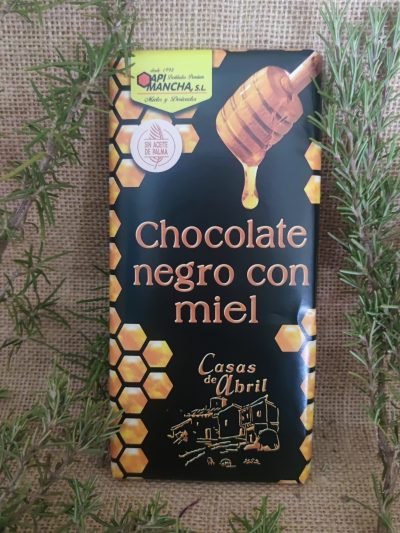 desde 1992
API
MANCHA, S.L.
Mieles y Derivados
SIN ACEITE
DE PALMA
Chocolate
negro con
miel
Casas
de Abril